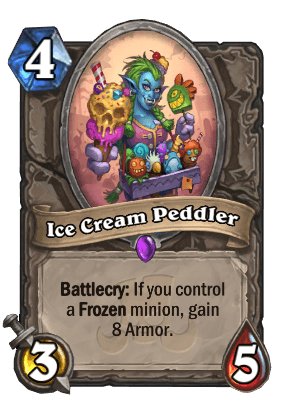 4
Ice Cream Peddler
Battlecry: If you control
a Frozen minion, gain
8 Armor.
3
5